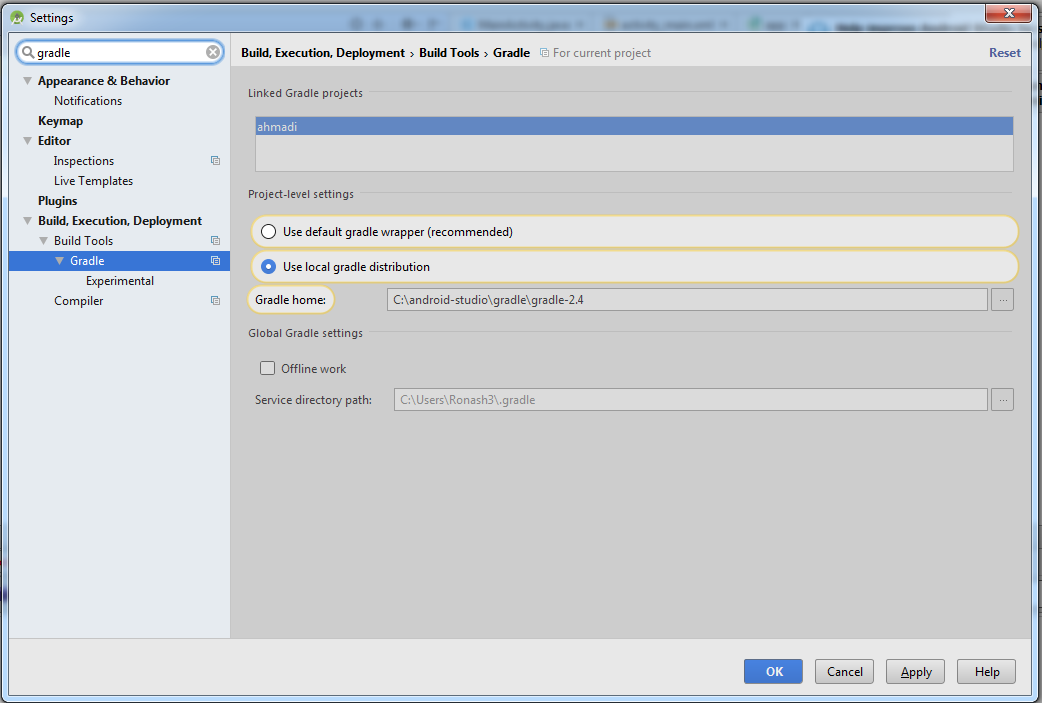 Settings
gradle
Appearance & Behavior
Notifications
Keymap
Editor
Inspections
Live Templates
Plugins
Build, Execution, Deployment
Build Tools
Gradle
Experimental
Compiler
Build, Execution, Deployment › Build Tools › Gradle For current project
Reset
Linked Gradle projects
ahmadi
Project-level settings
Use default gradle wrapper (recommended)
Use local gradle distribution
Gradle home: C:\android-studio\gradle\gradle-2.4 ...
Global Gradle settings
Offline work
Service directory path: C:\Users\Ronash3\.gradle ...
OK Cancel Apply Help